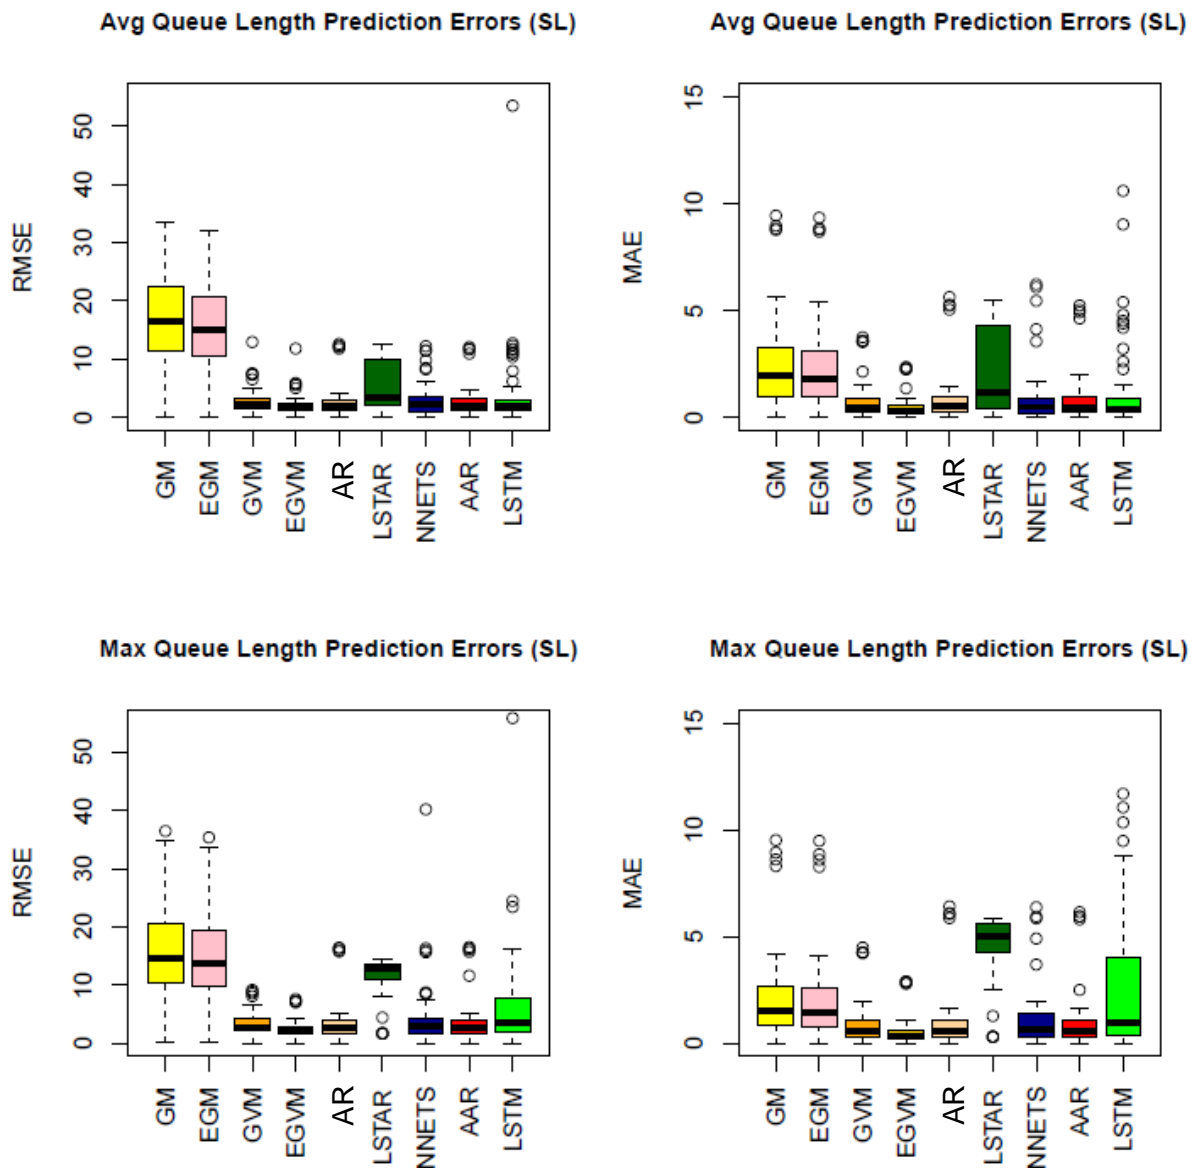 Avg Queue Length Prediction Errors (SL)
RMSE
50
40
30
20
10
0
GM
EGM
GVM
EGVM
AR
LSTAR
NNETS
AAR
LSTM
Avg Queue Length Prediction Errors (SL)
MAE
15
10
5
0
GM
EGM
GVM
EGVM
AR
LSTAR
NNETS
AAR
LSTM
Max Queue Length Prediction Errors (SL)
RMSE
50
40
30
20
10
0
GM
EGM
GVM
EGVM
AR
LSTAR
NNETS
AAR
LSTM
Max Queue Length Prediction Errors (SL)
MAE
15
10
5
0
GM
EGM
GVM
EGVM
AR
LSTAR
NNETS
AAR
LSTM